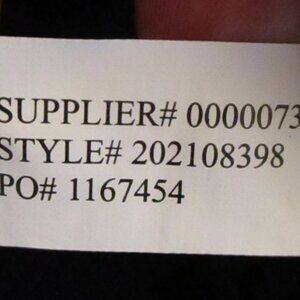 SUPPLIER# 0000073
STYLE# 202108398
PO# 1167454